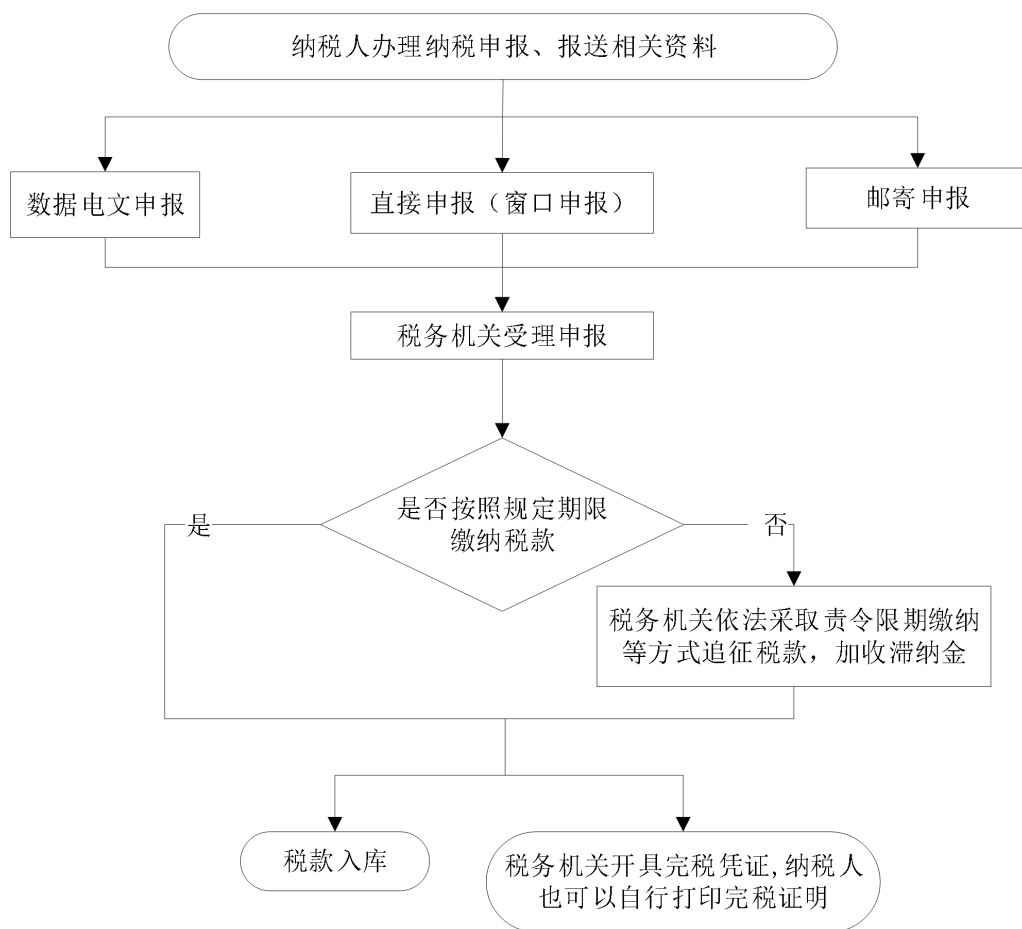 纳税人办理纳税申报、报送相关资料
数据电文申报
直接申报（窗口申报）
邮寄申报
税务机关受理申报
是否按照规定期限
缴纳税款
是
否
税务机关依法采取责令限期缴纳
等方式追征税款，加收滞纳金
税款入库
税务机关开具完税凭证,纳税人
也可以自行打印完税证明